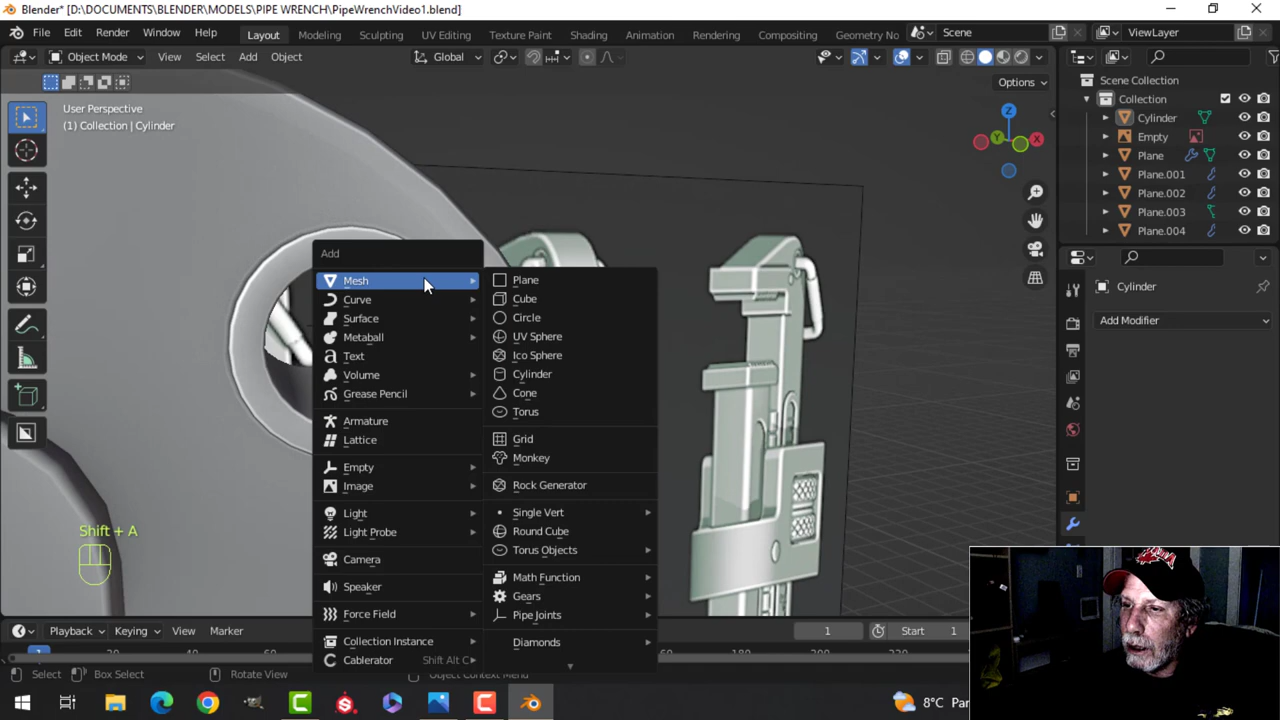 Blender* [D:\DOCUMENTS\BLENDER\MODELS\PIPE WRENCH\PipeWrenchVideo1.blend]
File Edit Render Window Help Layout Modeling Sculpting UV Editing Texture Paint Shading Animation Rendering Compositing Geometry No Scene ViewLayer
Object Mode View Select Add Object Global
Options
User Perspective
(1) Collection | Cylinder
Z
Y
X
Scene Collection
Collection
Cylinder
Empty
Plane
Plane.001
Plane.002
Plane.003
Plane.004
Cylinder
Add Modifier
Add
Mesh
Curve
Surface
Metaball
Text
Volume
Grease Pencil
Armature
Lattice
Empty
Image
Light
Light Probe
Camera
Speaker
Force Field
Collection Instance
Cablerator Shift Alt C
Plane
Cube
Circle
UV Sphere
Ico Sphere
Cylinder
Cone
Torus
Grid
Monkey
Rock Generator
Single Vert
Round Cube
Torus Objects
Math Function
Gears
Pipe Joints
Diamonds
Shift + A
Playback Keying View Marker 1 Start 1
Select Box Select Rotate View Object Context Menu
8°C